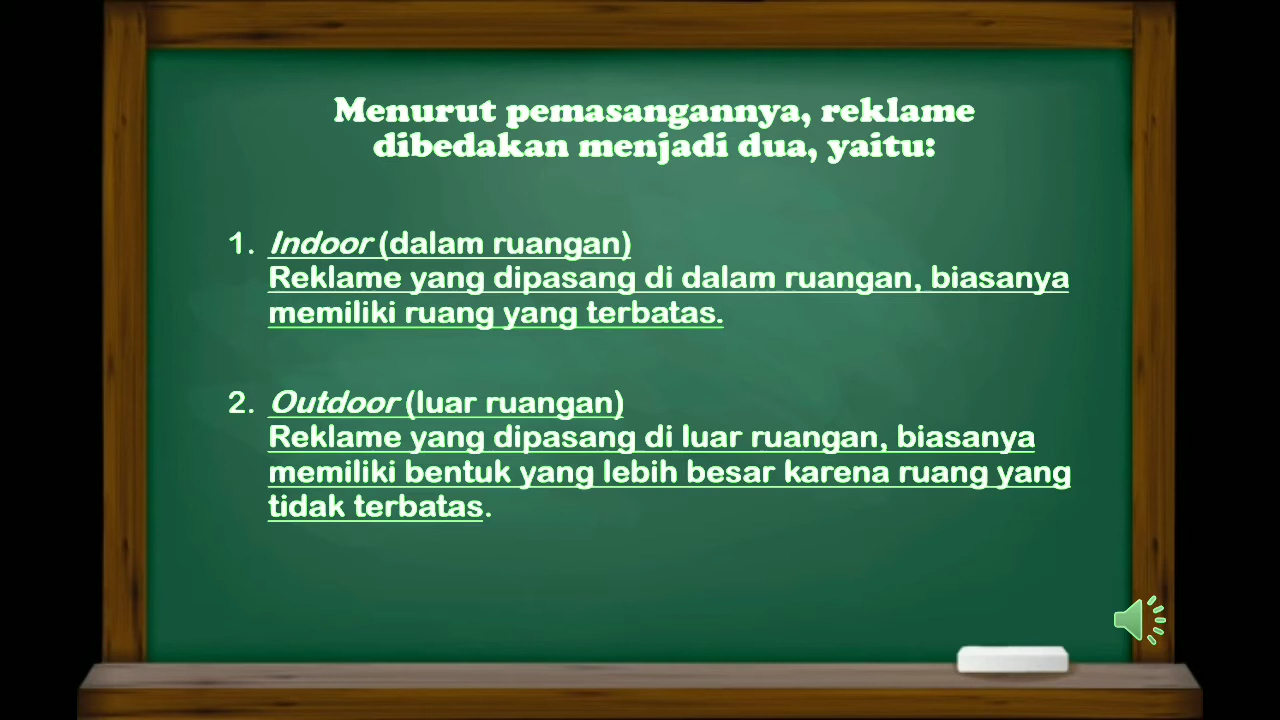 Menurut pemasangannya, reklame
dibedakan menjadi dua, yaitu:
1. Indoor (dalam ruangan)
Reklame yang dipasang di dalam ruangan, biasanya
memiliki ruang yang terbatas.
2. Outdoor (luar ruangan)
Reklame yang dipasang di luar ruangan, biasanya
memiliki bentuk yang lebih besar karena ruang yang
tidak terbatas.